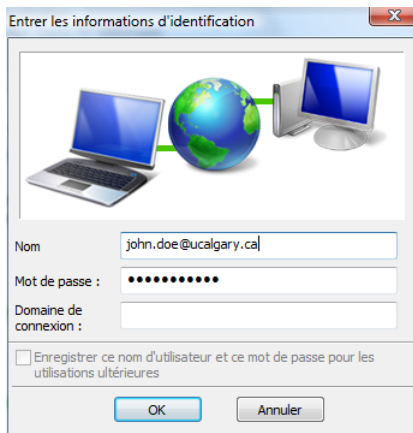 Entrer les informations d'identification
Nom
john.doe@ucalgary.ca
Mot de passe :
•••••••••••
Domaine de
connexion :
Enregistrer ce nom d'utilisateur et ce mot de passe pour les
utilisations ultérieures
OK
Annuler